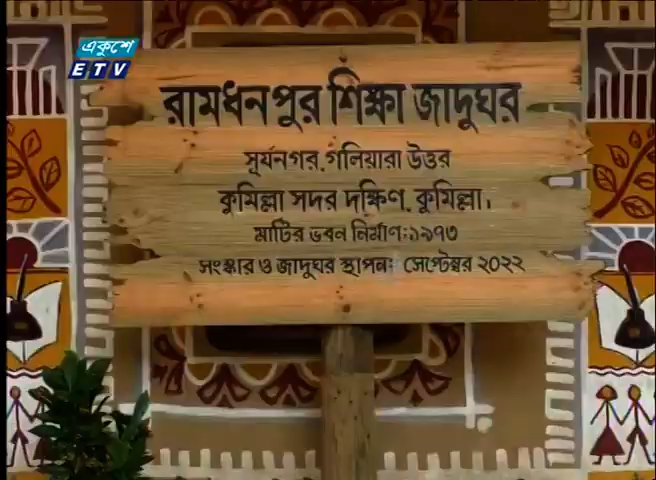 একুশে
ETV
রামধনপুর শিক্ষা জাদুঘর
সূর্যনগর, গলিয়ারা উত্তর
কুমিল্লা সদর দক্ষিণ, কুমিল্লা।
মাটির ভবন নির্মাণ:১৯৭৩
সংস্কার ও জাদুঘর স্থাপন: সেপ্টেম্বর ২০২২